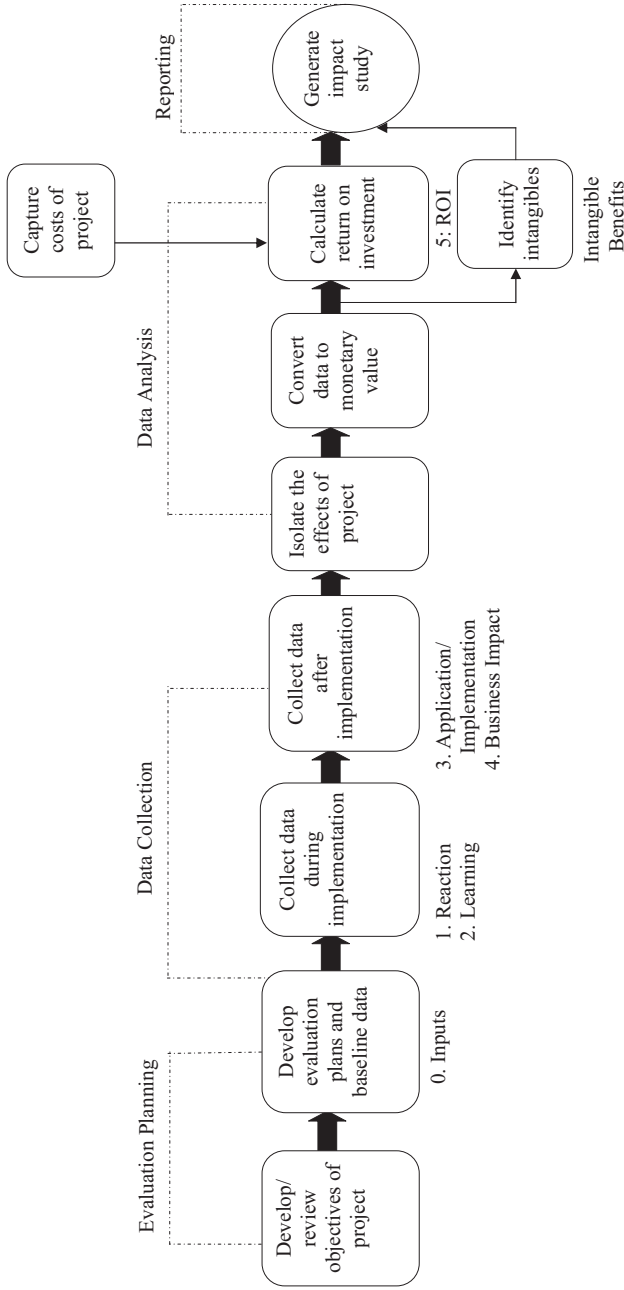 Evaluation Planning
Data Collection
Data Analysis
Reporting
Capture
costs of
project
Develop/
review
objectives of
project
Develop
evaluation
plans and
baseline data
0. Inputs
Collect data
during
implementation
1. Reaction
2. Learning
Collect data
after
implementation
3. Application/
Implementation
4. Business Impact
Isolate the
effects of
project
Convert
data to
monetary
value
Calculate
return on
investment
5: ROI
Generate
impact
study
Identify
intangibles
Intangible
Benefits